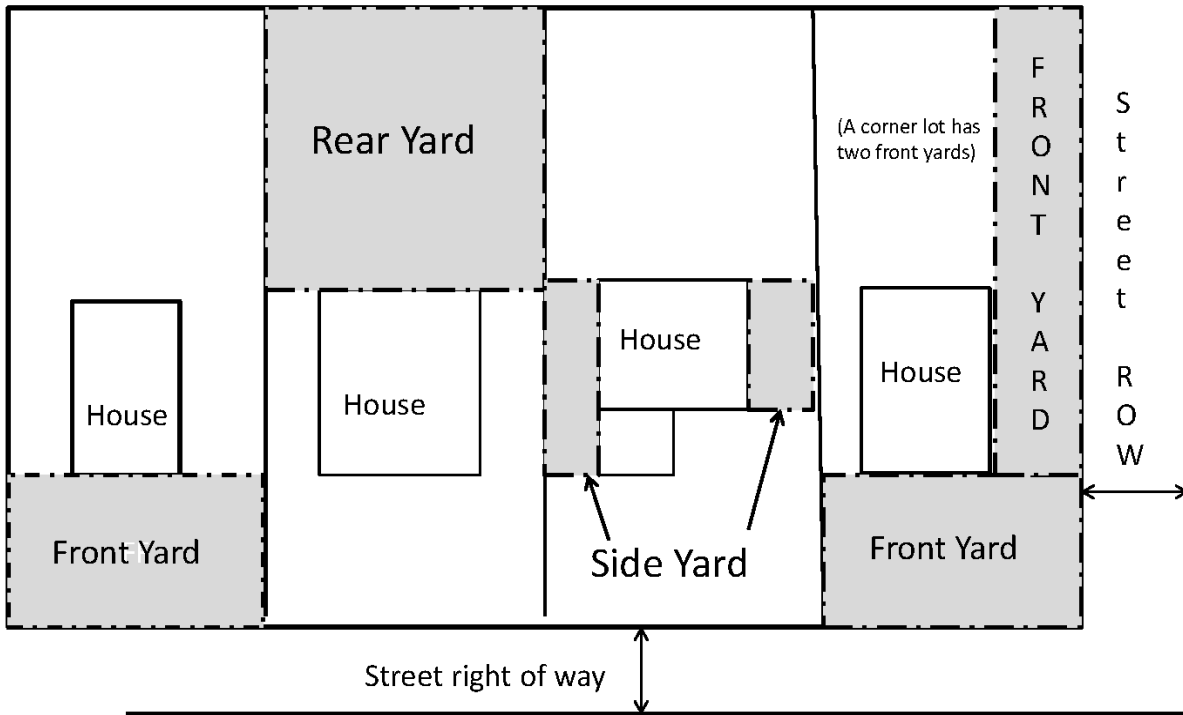 Rear Yard
(A corner lot has
two front yards)
FRONT YARD
Street ROW
House
House
House
House
Front Yard
Side Yard
Front Yard
Street right of way